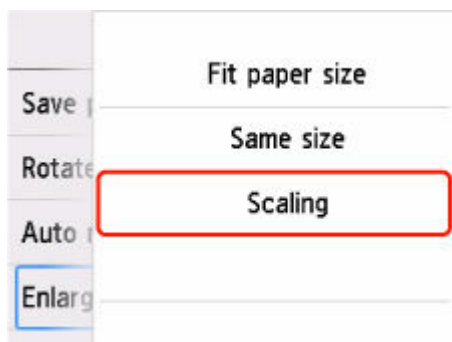 Fit paper size
Same size
Scaling
Save
Rotate
Auto
Enlarg